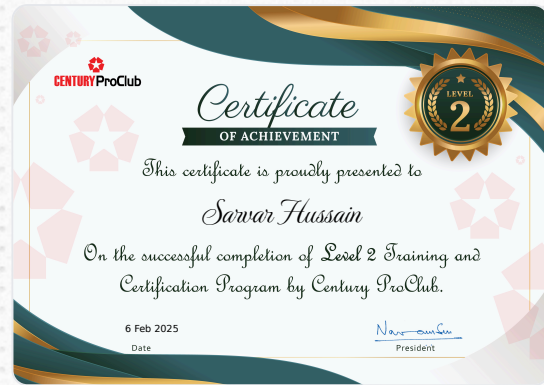 CENTURY ProClub
Certificate
OF ACHIEVEMENT
LEVEL
2
This certificate is proudly presented to
Sarvar Hussain
On the successful completion of Level 2 Training and
Certification Program by Century ProClub.
6 Feb 2025
Date
President